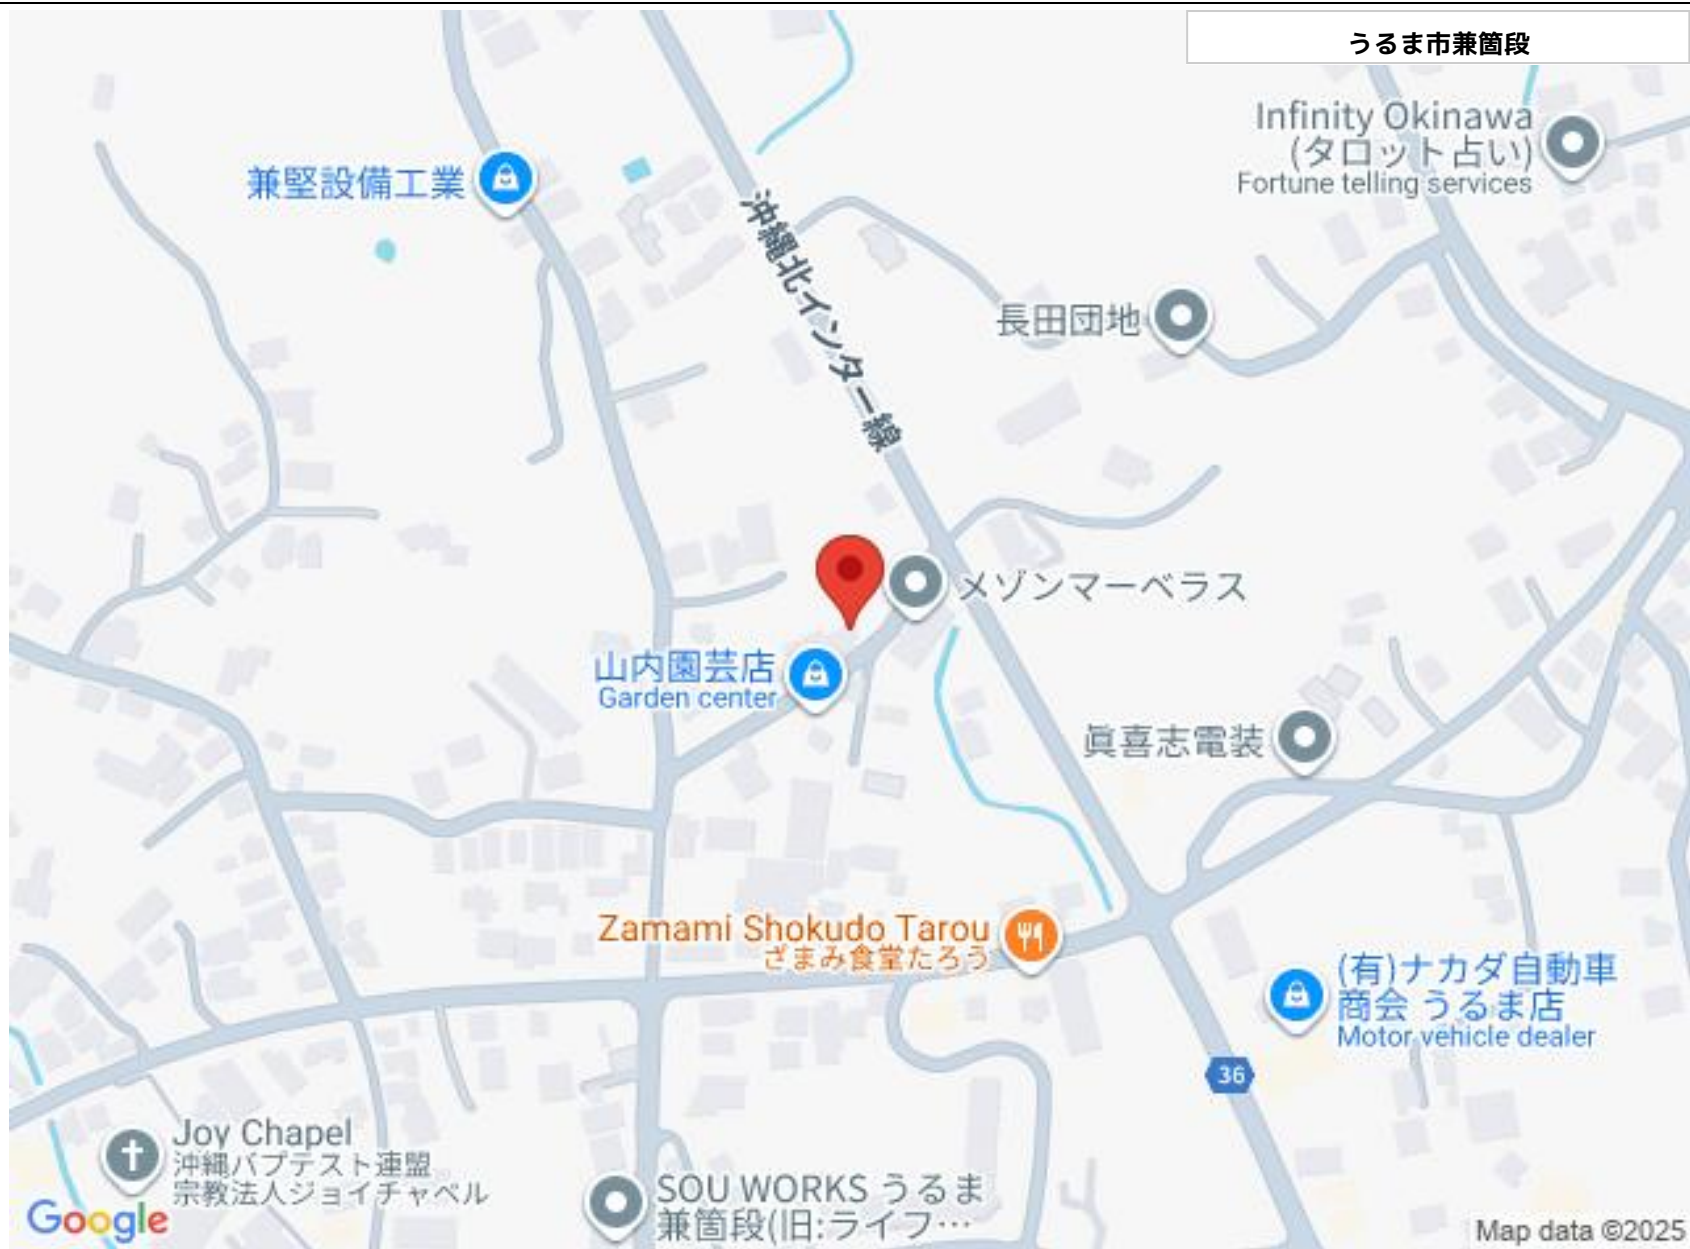 うるま市兼箇段
Infinity Okinawa
(タロット占い)
Fortune telling services
兼堅設備工業
沖縄北インター線
長田団地
メゾンマーベラス
山内園芸店
Garden center
眞喜志電装
Zamami Shokudo Tarou
ざまみ食堂たろう
(有)ナカダ自動車
商会 うるま店
Motor vehicle dealer
36
Joy Chapel
沖縄バプテスト連盟
宗教法人ジョイチャペル
SOU WORKS うるま
兼箇段(旧:ライフ…
Google
Map data ©2025